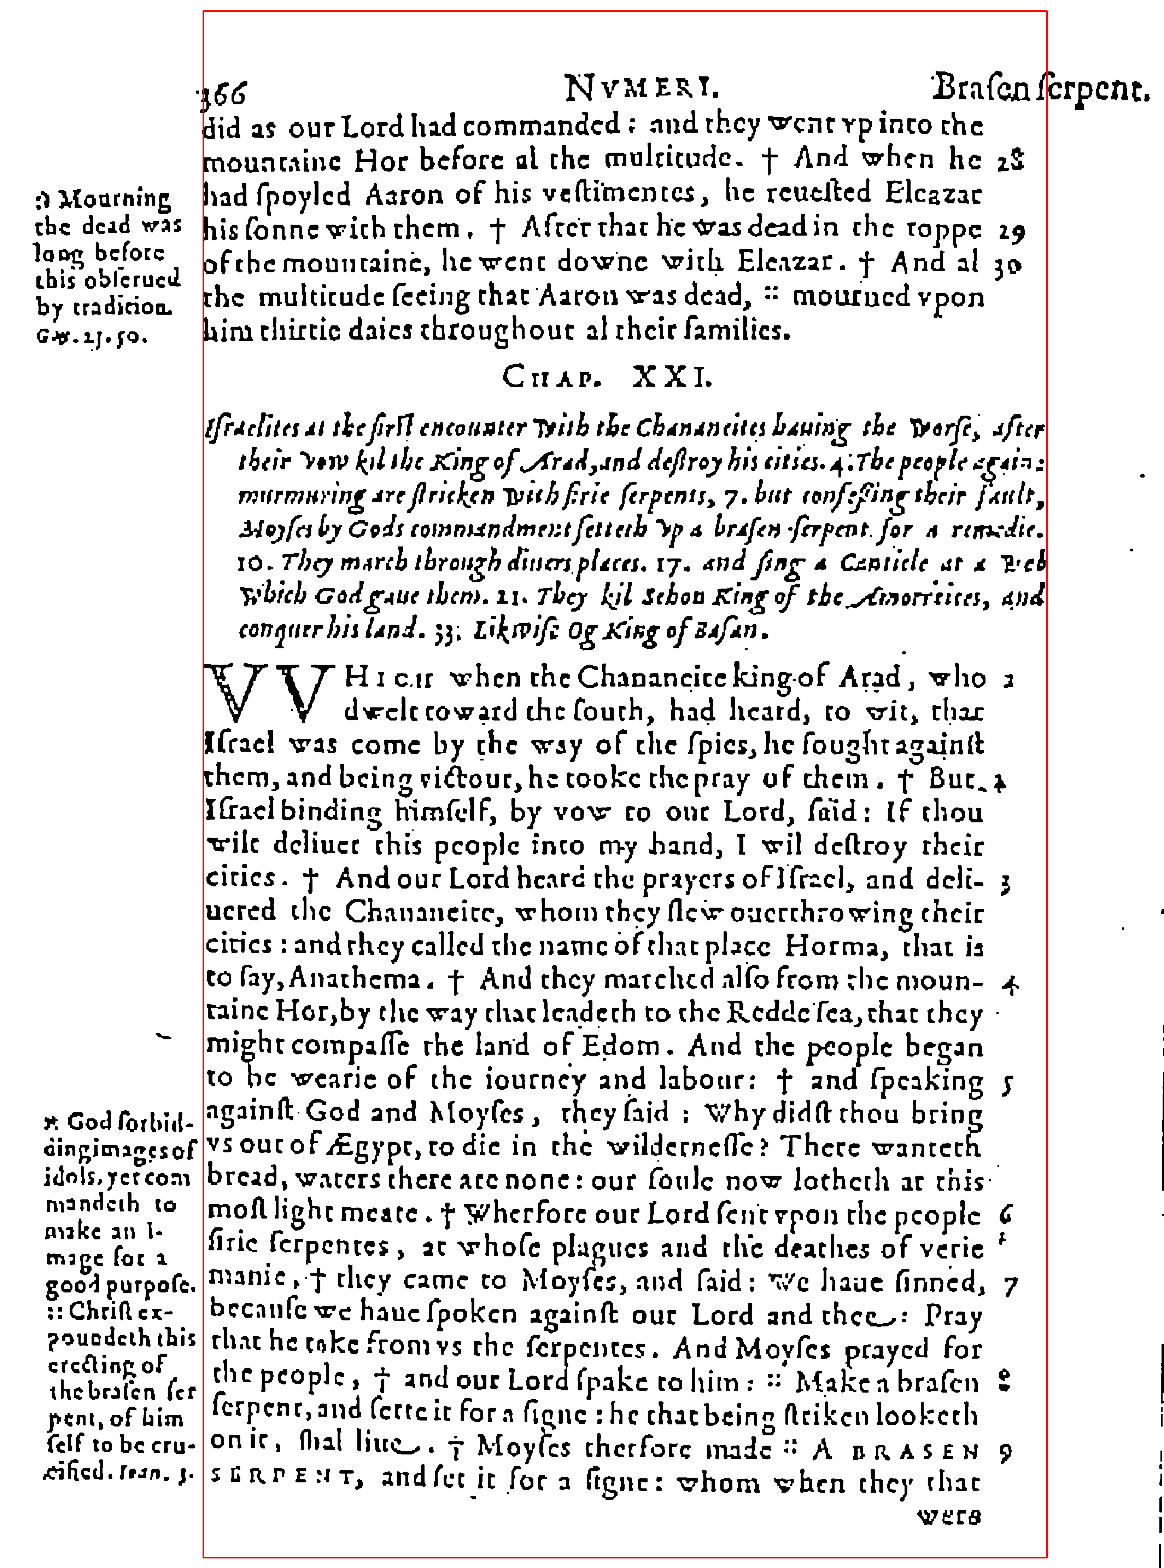 366 NVMERI. Braſen ſerpent.
did as our Lord had commanded: and they went vp into the
mountaine Hor before al the multitude. † And when he 28
had ſpoyled Aaron of his veſtimentes, he reueſted Eleazar
his ſonne with them. † After that he was dead in the toppe 29
of the mountaine, he went downe with Eleazar. † And al 30
the multitude ſeeing that Aaron was dead, :: mourned vpon
him thirtie daies throughout al their families.
:: Mourning
the dead was
long before
this obſerued
by tradition.
Gen. 23. 50.
CHAP. XXI.
Iſraelites at the firſt encounter with the Chananeites hauing the worſe, after
their vow kil the King of Arad, and deſtroy his cities. 4. The people againe
murmuring are ſtricken with firie ſerpents, 7. but confeſſing their fault,
Moyſes by Gods commandment ſetteth vp a braſen ſerpent for a remedie.
10. They march through diuers places. 17. and ſing a Canticle at a Wel
which God gaue them. 21. They kil Sehon King of the Amorreites, and
conquer his land. 33. Likwiſe Og King of Baſan.
VVHICH when the Chananeite king of Arad, who 1
dwelt toward the ſouth, had heard, to wit, that
Iſrael was come by the way of the ſpies, he fought againſt
them, and being victour, he tooke the pray of them. † But 2
Iſrael binding himſelf, by vow to our Lord, ſaid: If thou
wilt deliuer this people into my hand, I wil deſtroy their
cities. † And our Lord heard the prayers of Iſrael, and deli- 3
uered the Chananeite, whom they ſlew ouerthrowing their
cities: and they called the name of that place Horma, that is
to ſay, Anathema. † And they marched alſo from the moun- 4
taine Hor, by the way that leadeth to the Redde ſea, that they
might compaſſe the land of Edom. And the people began
to be wearie of the iourney and labour: † and ſpeaking 5
againſt God and Moyſes, they ſaid: Why didſt thou bring
vs out of Ægypt, to die in the wilderneſſe? There wanteth
bread, waters there are none: our ſoule now lotheth at this
moſt light meate. † Wherfore our Lord ſent vpon the people 6
firie ſerpentes, at whoſe plagues and the deathes of verie
manie, † they came to Moyſes, and ſaid: We haue ſinned, 7
becauſe we haue ſpoken againſt our Lord and thee: Pray
that he take from vs the ſerpentes. And Moyſes prayed for
the people, † and our Lord ſpake to him: :: Make a braſen 8
ſerpent, and ſette it for a ſigne: he that being ſtriken looketh
on it, ſhal liue. † Moyſes therfore made :: A BRASEN 9
SERPENT, and ſet it for a ſigne: whom when they that
were
* God forbid-
ding images of
idols, yet com
mandeth to
make an I-
mage for a
good purpoſe.
:: Chriſt ex-
poundeth this
erecting of
the braſen ſer
pent, of him
ſelf to be cru-
cified. Ioan. 3.